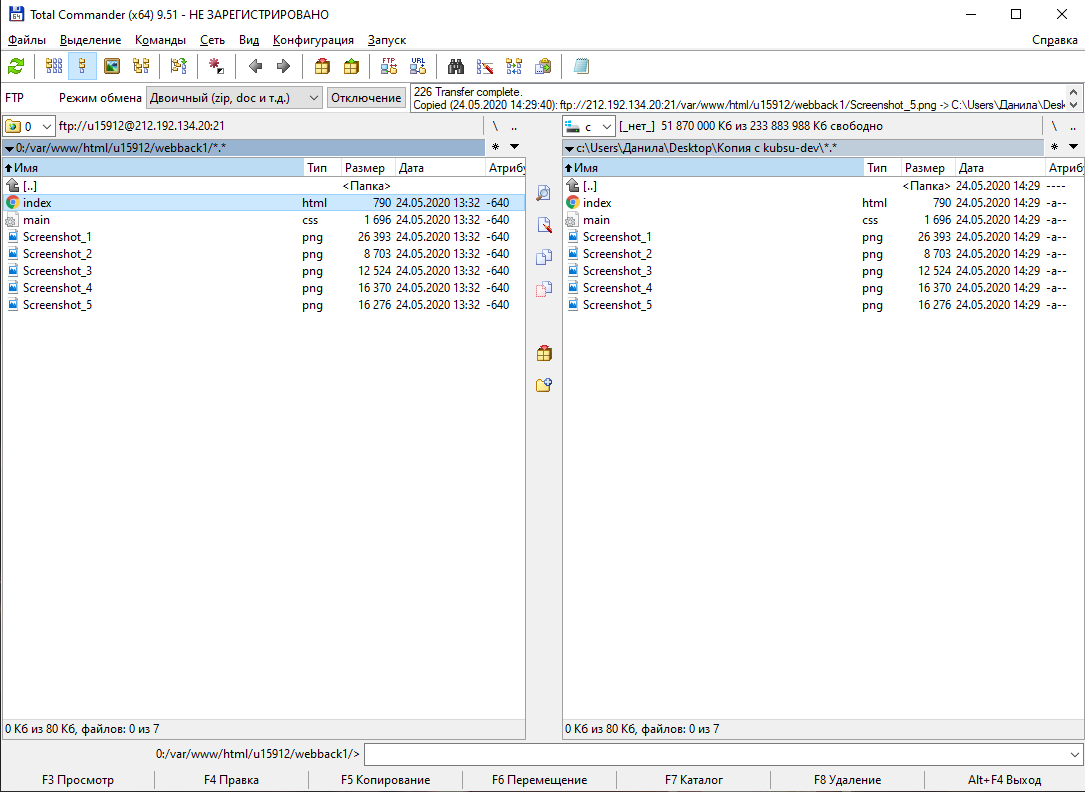 Total Commander (x64) 9.51 - НЕ ЗАРЕГИСТРИРОВАНО
Файлы Выделение Команды Сеть Вид Конфигурация Запуск Справка
FTP URL
FTP Режим обмена Двоичный (zip, doc и т.д.) Отключение
226 Transfer complete.
Copied (24.05.2020 14:29:40): ftp://212.192.134.20:21/var/www/html/u15912/webback1/Screenshot_5.png -> C:\Users\Данила\Desk
0 ftp://u15912@212.192.134.20:21 \ ..
0:/var/www/html/u15912/webback1/*.* *
Имя Тип Размер Дата Атрибу
[..] <Папка>
index html 790 24.05.2020 13:32 -640
main css 1 696 24.05.2020 13:32 -640
Screenshot_1 png 26 393 24.05.2020 13:32 -640
Screenshot_2 png 8 703 24.05.2020 13:32 -640
Screenshot_3 png 12 524 24.05.2020 13:32 -640
Screenshot_4 png 16 370 24.05.2020 13:32 -640
Screenshot_5 png 16 276 24.05.2020 13:32 -640
0 Кб из 80 Кб, файлов: 0 из 7
c [_нет_] 51 870 000 Кб из 233 883 988 Кб свободно \ ..
c:\Users\Данила\Desktop\Копия с kubsu-dev\*.* *
Имя Тип Размер Дата Атриб
[..] <Папка> 24.05.2020 14:29 ----
index html 790 24.05.2020 14:29 -a--
main css 1 696 24.05.2020 14:29 -a--
Screenshot_1 png 26 393 24.05.2020 14:29 -a--
Screenshot_2 png 8 703 24.05.2020 14:29 -a--
Screenshot_3 png 12 524 24.05.2020 14:29 -a--
Screenshot_4 png 16 370 24.05.2020 14:29 -a--
Screenshot_5 png 16 276 24.05.2020 14:29 -a--
0 Кб из 80 Кб, файлов: 0 из 7
0:/var/www/html/u15912/webback1/>
F3 Просмотр F4 Правка F5 Копирование F6 Перемещение F7 Каталог F8 Удаление Alt+F4 Выход